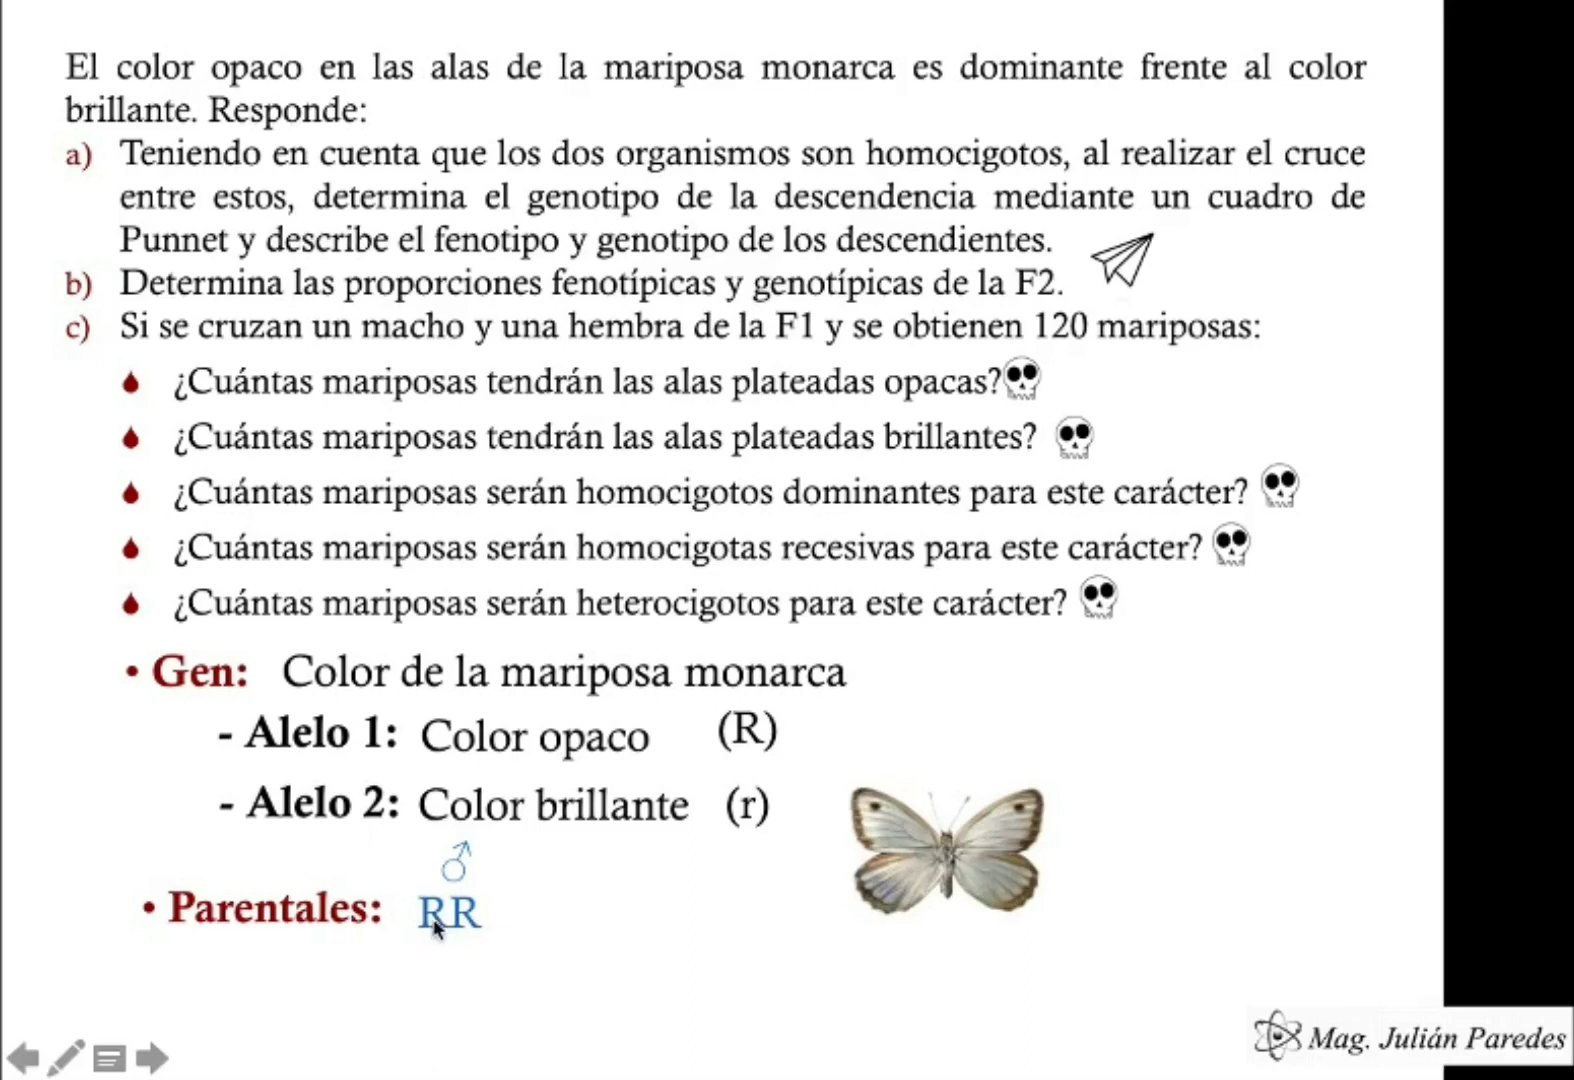 El color opaco en las alas de la mariposa monarca es dominante frente al color
brillante. Responde:
a) Teniendo en cuenta que los dos organismos son homocigotos, al realizar el cruce
entre estos, determina el genotipo de la descendencia mediante un cuadro de
Punnet y describe el fenotipo y genotipo de los descendientes.
b) Determina las proporciones fenotípicas y genotípicas de la F2.
c) Si se cruzan un macho y una hembra de la F1 y se obtienen 120 mariposas:
¿Cuántas mariposas tendrán las alas plateadas opacas?
¿Cuántas mariposas tendrán las alas plateadas brillantes?
¿Cuántas mariposas serán homocigotos dominantes para este carácter?
¿Cuántas mariposas serán homocigotas recesivas para este carácter?
¿Cuántas mariposas serán heterocigotos para este carácter?
• Gen: Color de la mariposa monarca
- Alelo 1: Color opaco (R)
- Alelo 2: Color brillante (r)
♂
• Parentales: RR
Mag. Julián Paredes